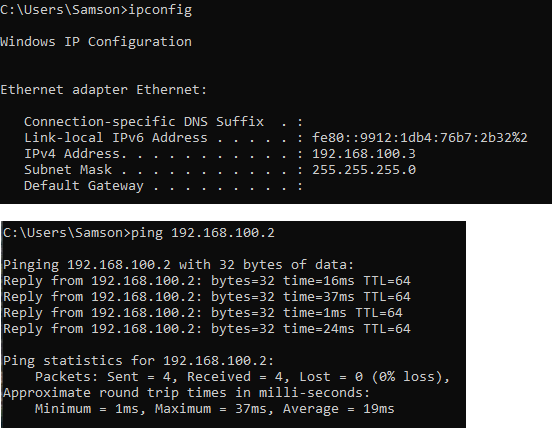 C:\Users\Samson>ipconfig
Windows IP Configuration
Ethernet adapter Ethernet:
Connection-specific DNS Suffix  . :
Link-local IPv6 Address . . . . . : fe80::9912:1db4:76b7:2b32%2
IPv4 Address. . . . . . . . . . . : 192.168.100.3
Subnet Mask . . . . . . . . . . . : 255.255.255.0
Default Gateway . . . . . . . . . :
C:\Users\Samson>ping 192.168.100.2
Pinging 192.168.100.2 with 32 bytes of data:
Reply from 192.168.100.2: bytes=32 time=16ms TTL=64
Reply from 192.168.100.2: bytes=32 time=37ms TTL=64
Reply from 192.168.100.2: bytes=32 time=1ms TTL=64
Reply from 192.168.100.2: bytes=32 time=24ms TTL=64
Ping statistics for 192.168.100.2:
Packets: Sent = 4, Received = 4, Lost = 0 (0% loss),
Approximate round trip times in milli-seconds:
Minimum = 1ms, Maximum = 37ms, Average = 19ms